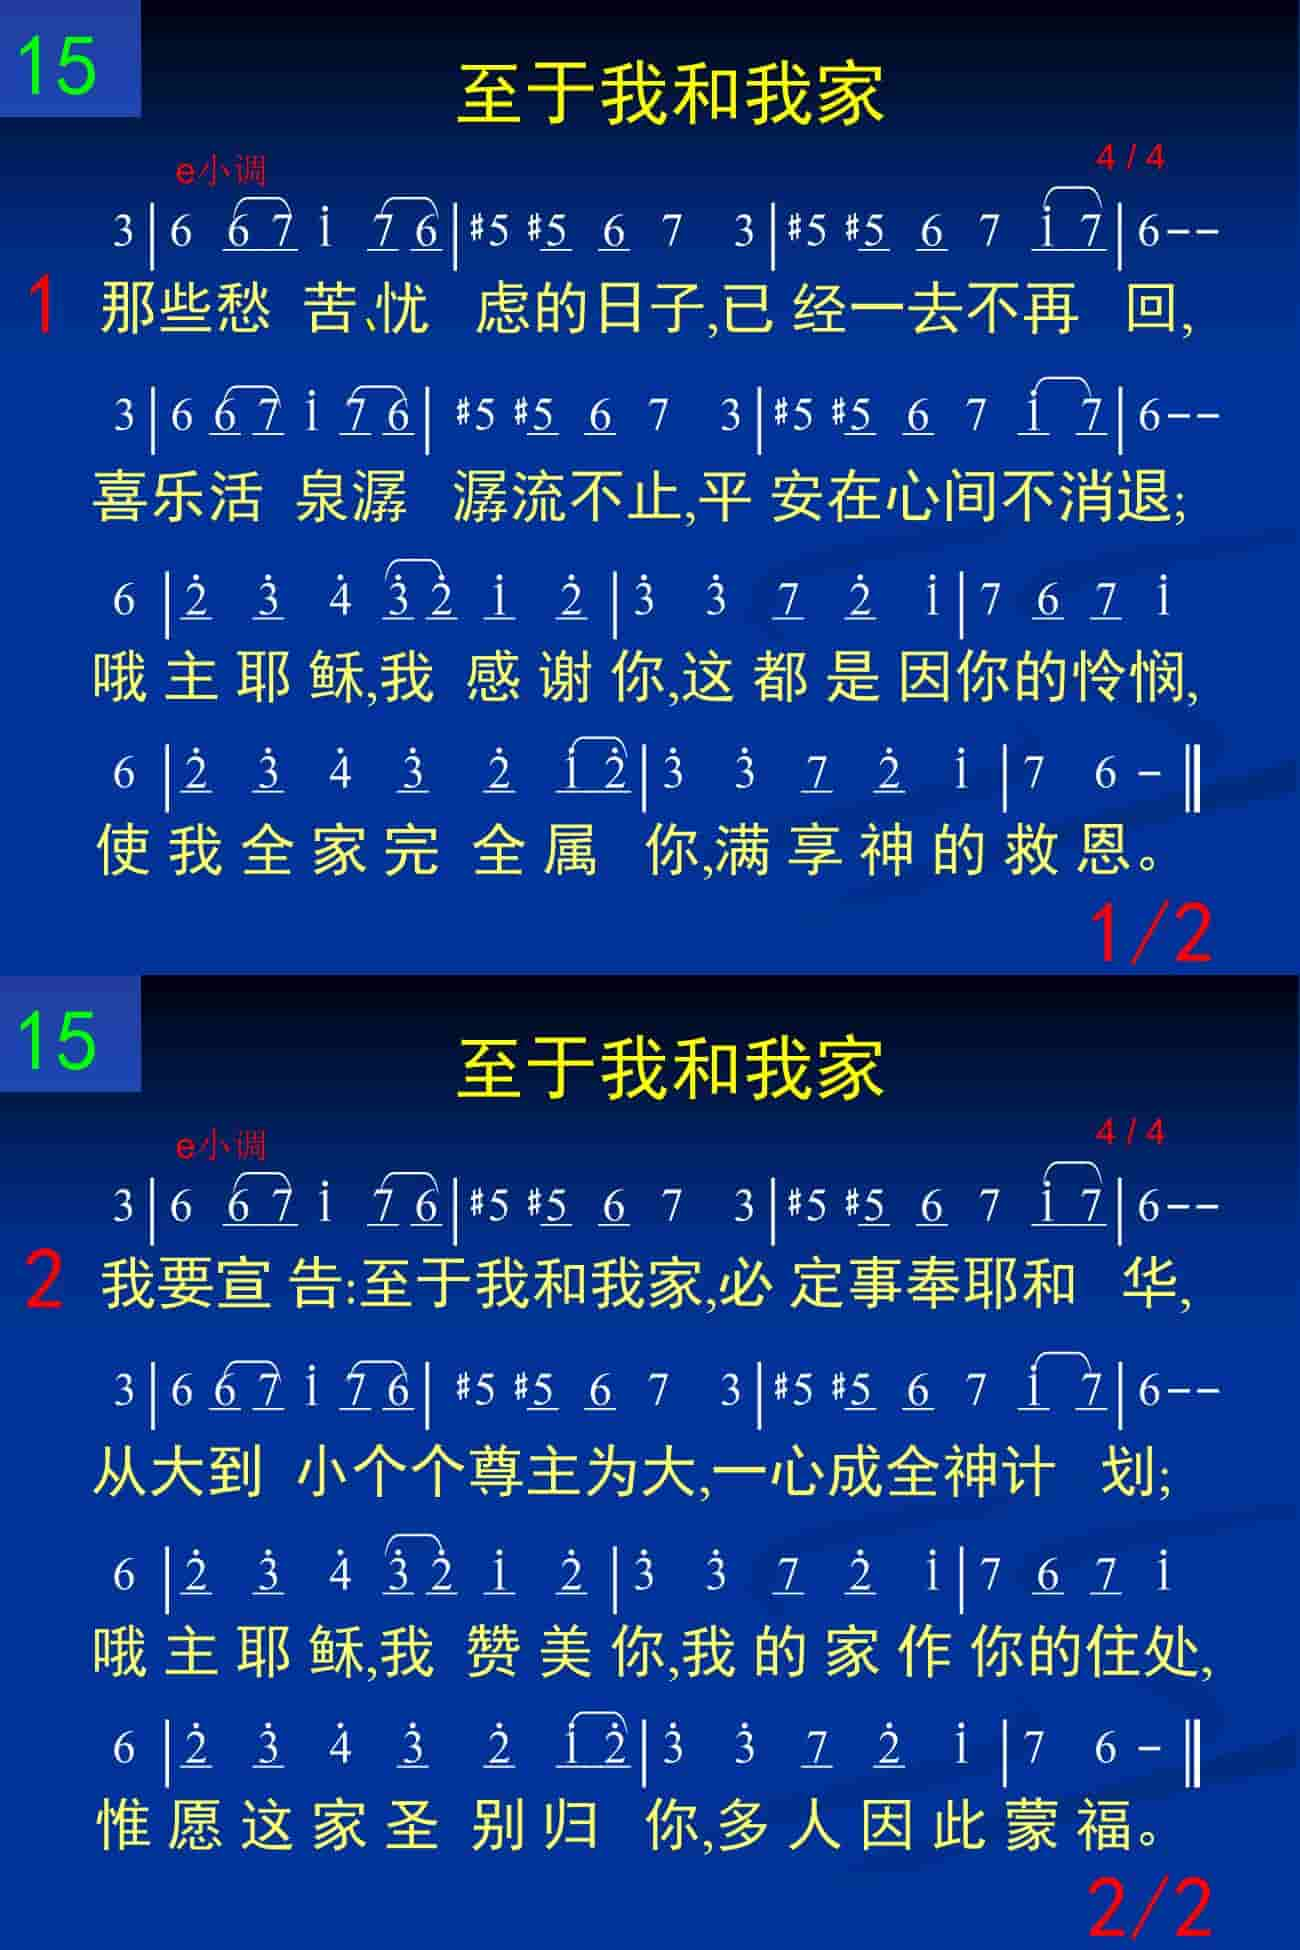 15
至于我和我家
e小调 4 / 4
3 | 6 6 7 i 7 6 | #5 #5 6 7 3 | #5 #5 6 7 i 7 | 6--
1 那些愁 苦、忧 虑的日子,已 经一去不再 回,
3 | 6 6 7 i 7 6 | #5 #5 6 7 3 | #5 #5 6 7 i 7 | 6--
喜乐活 泉潺 潺流不止,平 安在心间不消退;
6 | 2̇ 3̇ 4̇ 3̇ 2̇ i 2̇ | 3̇ 3̇ 7 2̇ i | 7 6 7 i
哦 主 耶 稣,我 感 谢 你,这 都 是 因你的怜悯,
6 | 2̇ 3̇ 4̇ 3̇ 2̇ i 2̇ | 3̇ 3̇ 7 2̇ i | 7 6 - ‖
使 我 全 家 完 全 属 你,满 享 神 的 救 恩。
1/2
15
至于我和我家
e小调 4 / 4
3 | 6 6 7 i 7 6 | #5 #5 6 7 3 | #5 #5 6 7 i 7 | 6--
2 我要宣 告:至于我和我家,必 定事奉耶和 华,
3 | 6 6 7 i 7 6 | #5 #5 6 7 3 | #5 #5 6 7 i 7 | 6--
从大到 小个个尊主为大,一心成全神计 划;
6 | 2̇ 3̇ 4̇ 3̇ 2̇ i 2̇ | 3̇ 3̇ 7 2̇ i | 7 6 7 i
哦 主 耶 稣,我 赞 美 你,我 的 家 作 你的住处,
6 | 2̇ 3̇ 4̇ 3̇ 2̇ i 2̇ | 3̇ 3̇ 7 2̇ i | 7 6 - ‖
惟 愿 这 家 圣 别 归 你,多 人 因 此 蒙 福。
2/2